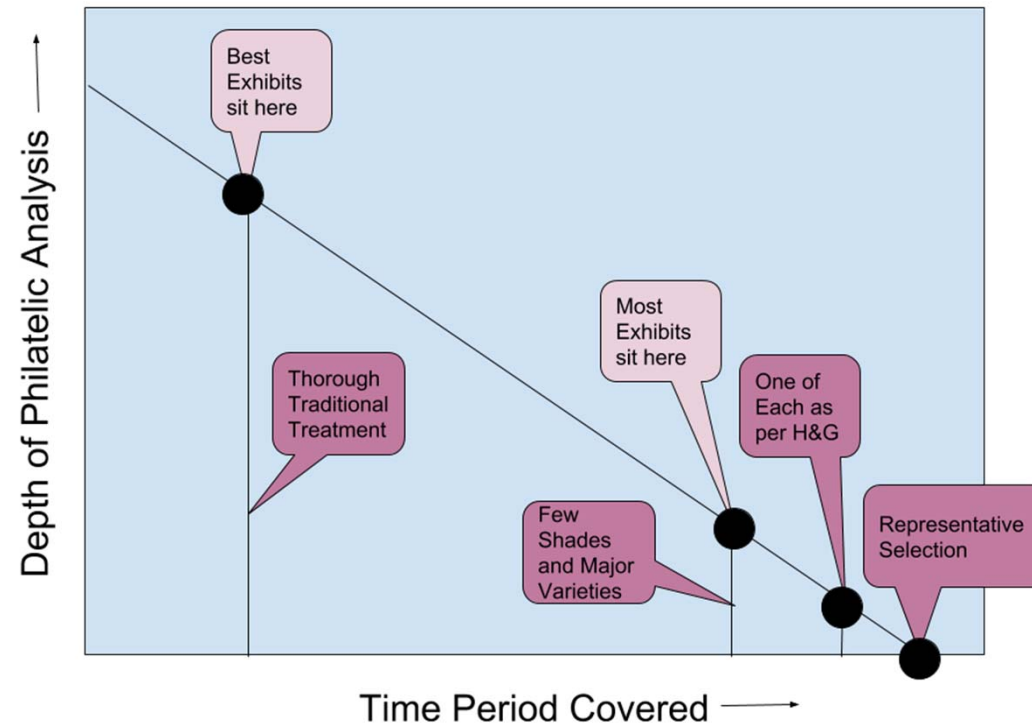 Depth of Philatelic Analysis
Best
Exhibits
sit here
Thorough
Traditional
Treatment
Most
Exhibits
sit here
One of
Each as
per H&G
Few
Shades
and Major
Varieties
Representative
Selection
Time Period Covered